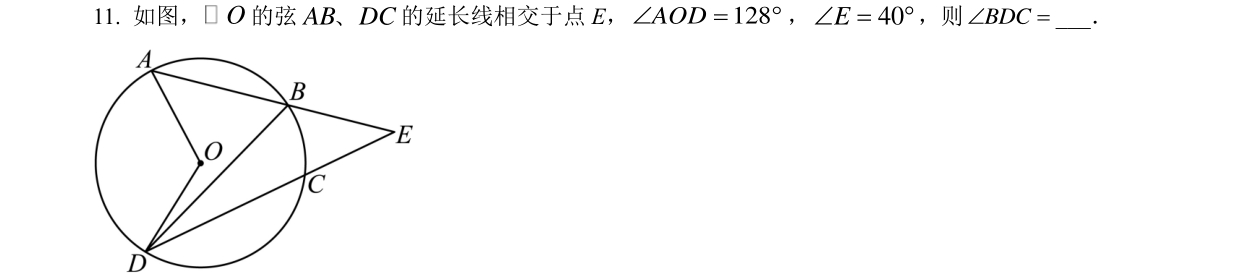 11. 如图，□ O 的弦 AB、DC 的延长线相交于点 E，∠AOD = 128°，∠E = 40°，则 ∠BDC = ___.
A
B
E
O
C
D